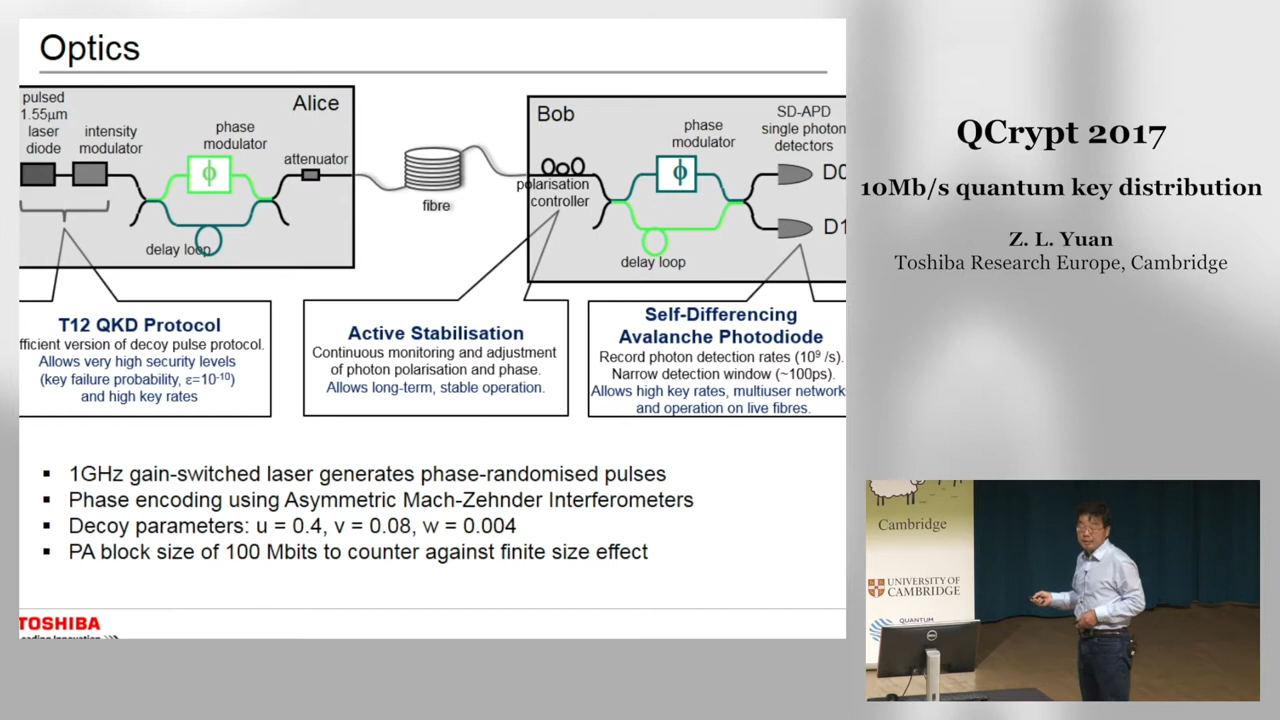 Optics
pulsed
1.55µm
laser
diode
intensity
modulator
phase
modulator
Alice
attenuator
ϕ
delay loop
fibre
Bob
polarisation
controller
phase
modulator
ϕ
delay loop
SD-APD
single photon
detectors
D0
D1
T12 QKD Protocol
fficient version of decoy pulse protocol.
Allows very high security levels
(key failure probability, ε=10-10)
and high key rates
Active Stabilisation
Continuous monitoring and adjustment
of photon polarisation and phase.
Allows long-term, stable operation.
Self-Differencing
Avalanche Photodiode
Record photon detection rates (10⁹ /s).
Narrow detection window (~100ps).
Allows high key rates, multiuser network
and operation on live fibres.
▪ 1GHz gain-switched laser generates phase-randomised pulses
▪ Phase encoding using Asymmetric Mach-Zehnder Interferometers
▪ Decoy parameters: u = 0.4, v = 0.08, w = 0.004
▪ PA block size of 100 Mbits to counter against finite size effect
TOSHIBA
QCrypt 2017
10Mb/s quantum key distribution
Z. L. Yuan
Toshiba Research Europe, Cambridge
Cambridge
UNIVERSITY OF
CAMBRIDGE
QUANTUM
DELL